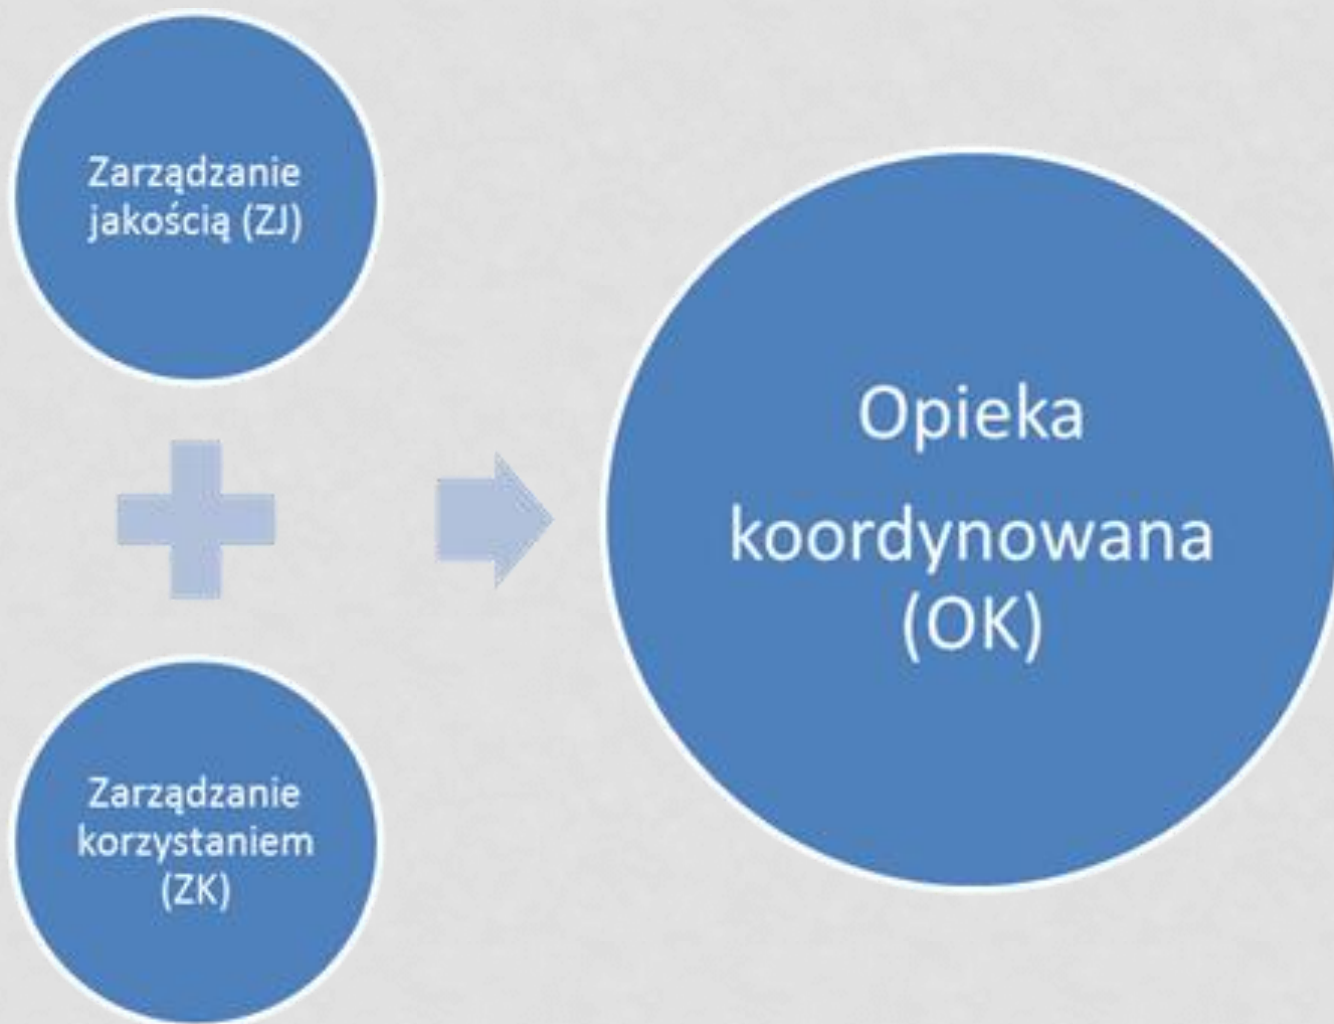 Zarządzanie
jakością (ZJ)
Zarządzanie
korzystaniem
(ZK)
Opieka
koordynowana
(OK)